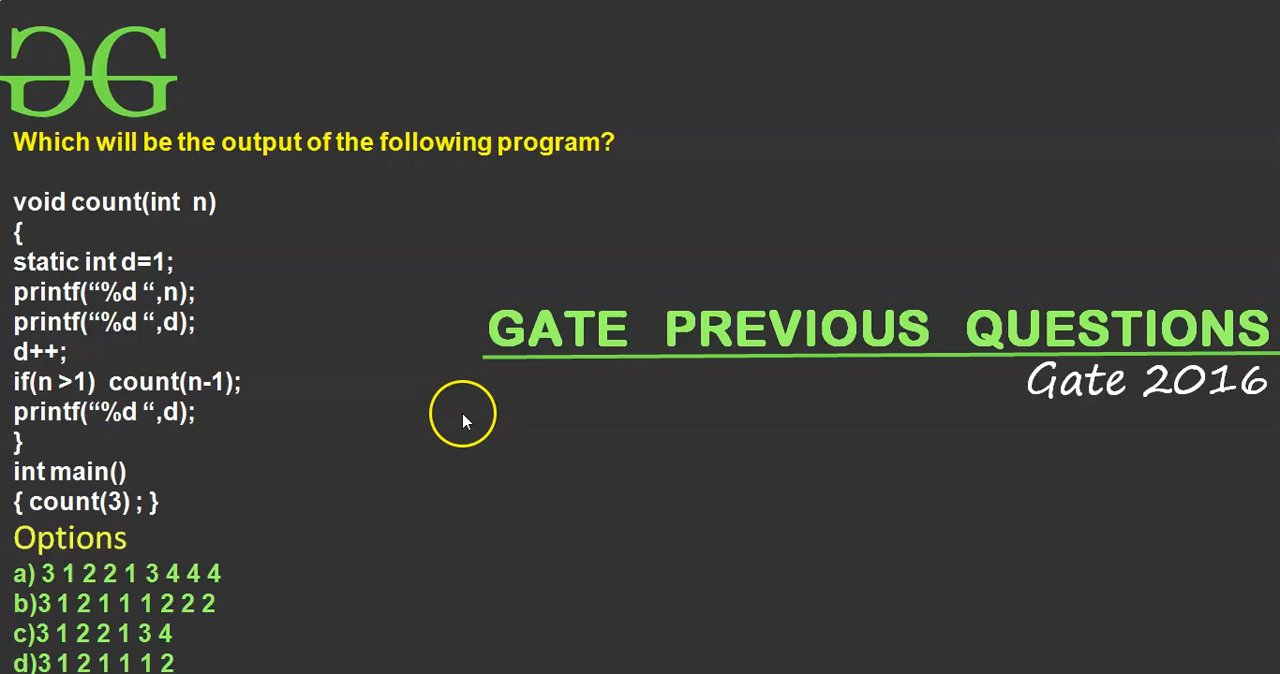 GG
Which will be the output of the following program?
void count(int n)
{
static int d=1;
printf(“%d “,n);
printf(“%d “,d);
d++;
if(n >1) count(n-1);
printf(“%d “,d);
}
int main()
{ count(3) ; }
Options
a) 3 1 2 2 1 3 4 4 4
b)3 1 2 1 1 1 2 2 2
c)3 1 2 2 1 3 4
d)3 1 2 1 1 1 2
GATE PREVIOUS QUESTIONS
Gate 2016